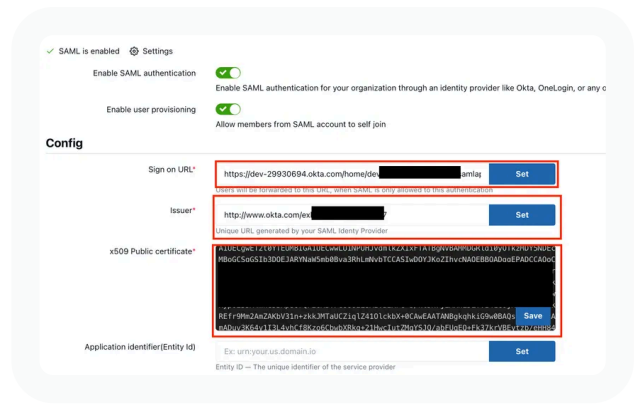 SAML is enabled Settings
Enable SAML authentication
Enable SAML authentication for your organization through an identity provider like Okta, OneLogin, or any o
Enable user provisioning
Allow members from SAML account to self join
Config
Sign on URL*
https://dev-29930694.okta.com/home/dev samlap Set
Users will be forwarded to this URL, when SAML is only allowed to this authentication
Issuer*
http://www.okta.com/ex 7 Set
Unique URL generated by your SAML Identy Provider
x509 Public certificate*
Save
Application identifier(Entity Id)
Ex: urn:your.us.domain.io Set
Entity ID — The unique identifier of the service provider